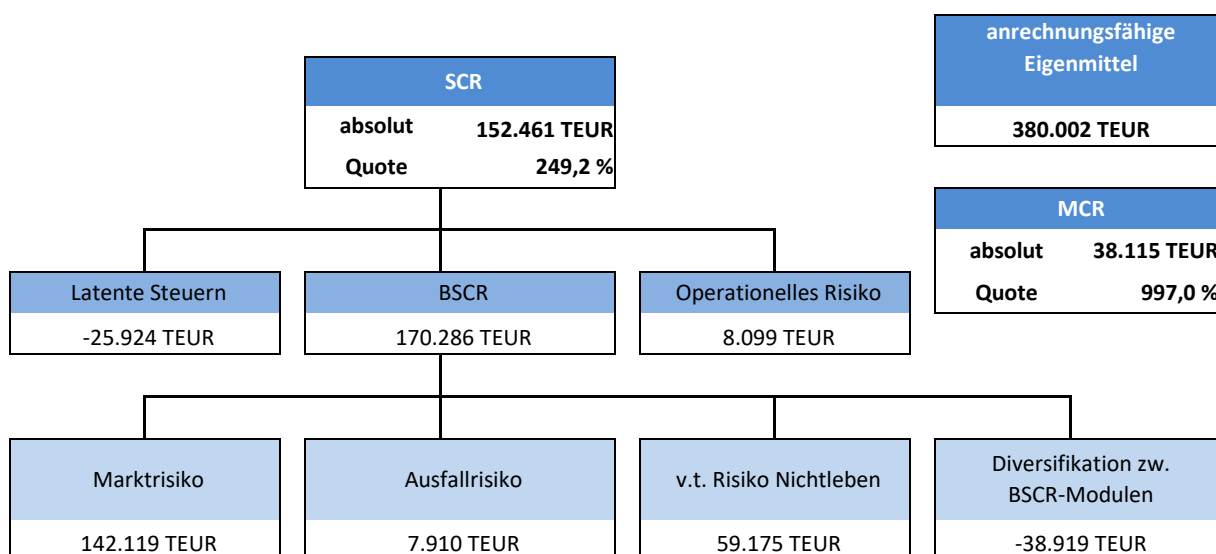 anrechnungsfähige
Eigenmittel
380.002 TEUR
SCR
absolut 152.461 TEUR
Quote 249,2 %
MCR
absolut 38.115 TEUR
Quote 997,0 %
Latente Steuern
-25.924 TEUR
BSCR
170.286 TEUR
Operationelles Risiko
8.099 TEUR
Marktrisiko
142.119 TEUR
Ausfallrisiko
7.910 TEUR
v.t. Risiko Nichtleben
59.175 TEUR
Diversifikation zw.
BSCR-Modulen
-38.919 TEUR